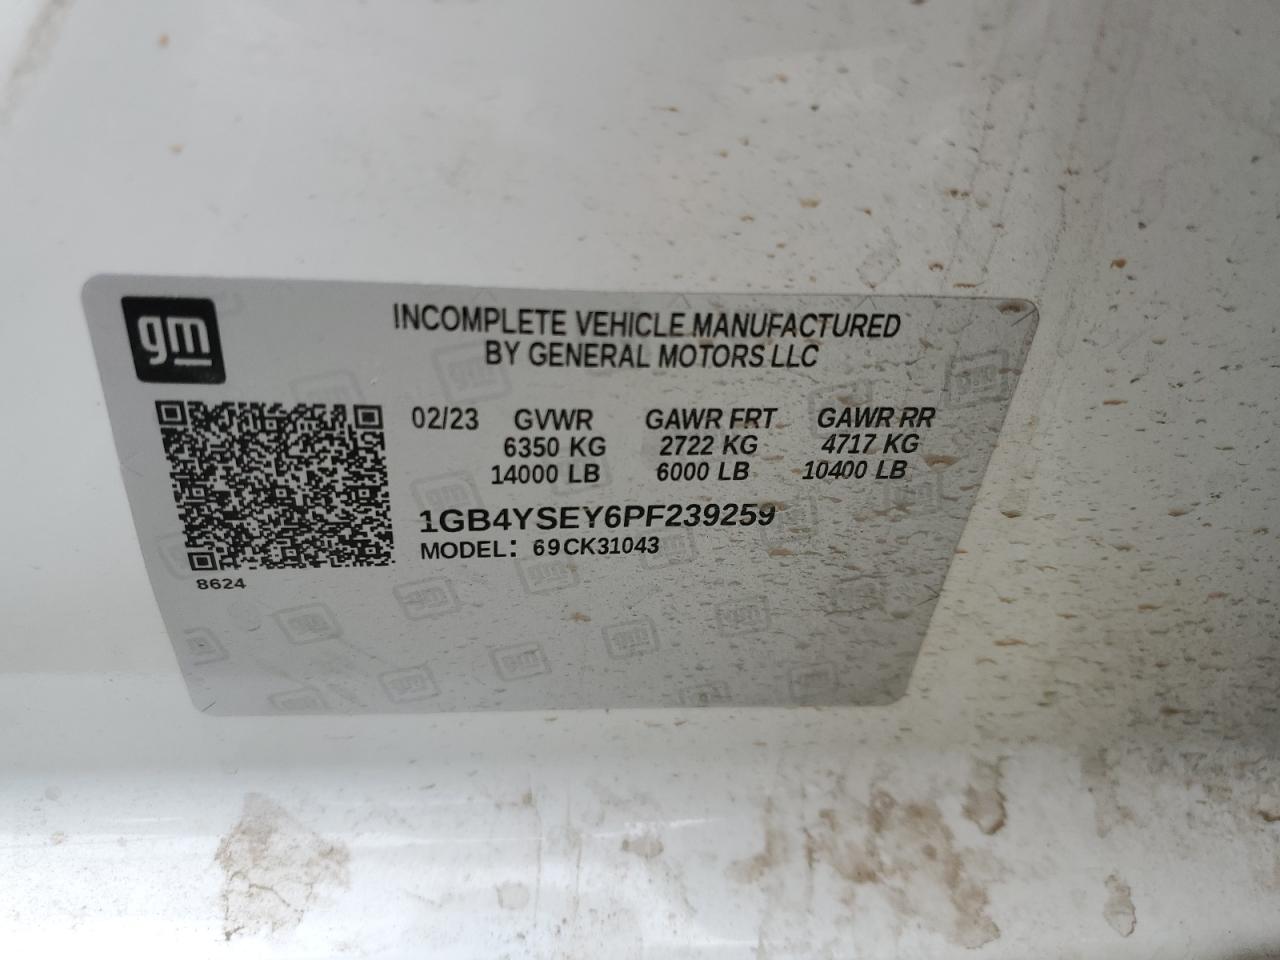 gm
INCOMPLETE VEHICLE MANUFACTURED
BY GENERAL MOTORS LLC
02/23 GVWR GAWR FRT GAWR RR
6350 KG 2722 KG 4717 KG
14000 LB 6000 LB 10400 LB
1GB4YSEY6PF239259
MODEL: 69CK31043
8624